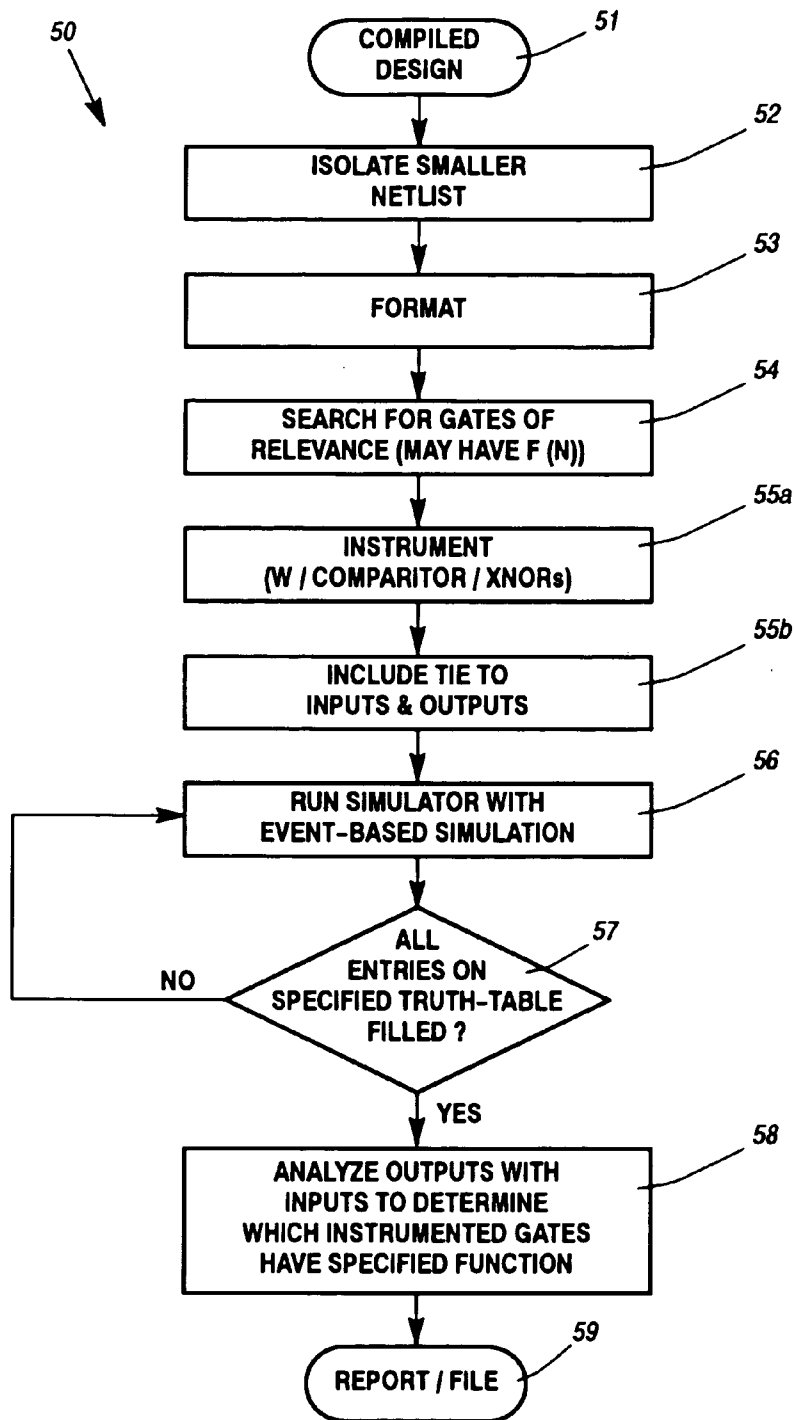 50
COMPILED
DESIGN
51
ISOLATE SMALLER
NETLIST
52
FORMAT
53
SEARCH FOR GATES OF
RELEVANCE (MAY HAVE F (N))
54
INSTRUMENT
(W / COMPARITOR / XNORs)
55a
INCLUDE TIE TO
INPUTS & OUTPUTS
55b
RUN SIMULATOR WITH
EVENT-BASED SIMULATION
56
ALL
ENTRIES ON
SPECIFIED TRUTH-TABLE
FILLED ?
57
NO
YES
ANALYZE OUTPUTS WITH
INPUTS TO DETERMINE
WHICH INSTRUMENTED GATES
HAVE SPECIFIED FUNCTION
58
REPORT / FILE
59